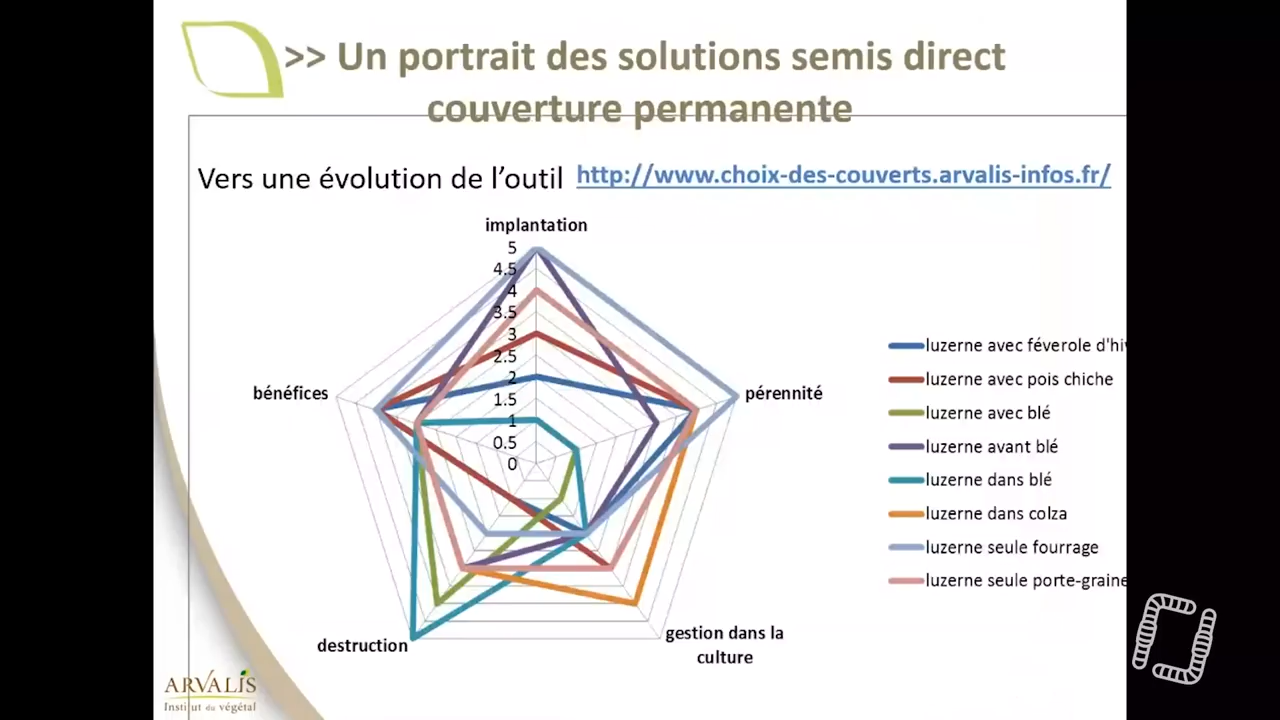 >> Un portrait des solutions semis direct
couverture permanente
Vers une évolution de l'outil http://www.choix-des-couverts.arvalis-infos.fr/
implantation
5
4.5
4
3.5
3
2.5
2
1.5
1
0.5
0
bénéfices
pérennité
destruction
gestion dans la
culture
luzerne avec féverole d'hiv
luzerne avec pois chiche
luzerne avec blé
luzerne avant blé
luzerne dans blé
luzerne dans colza
luzerne seule fourrage
luzerne seule porte-graine
ARVALIS
Institut du végétal